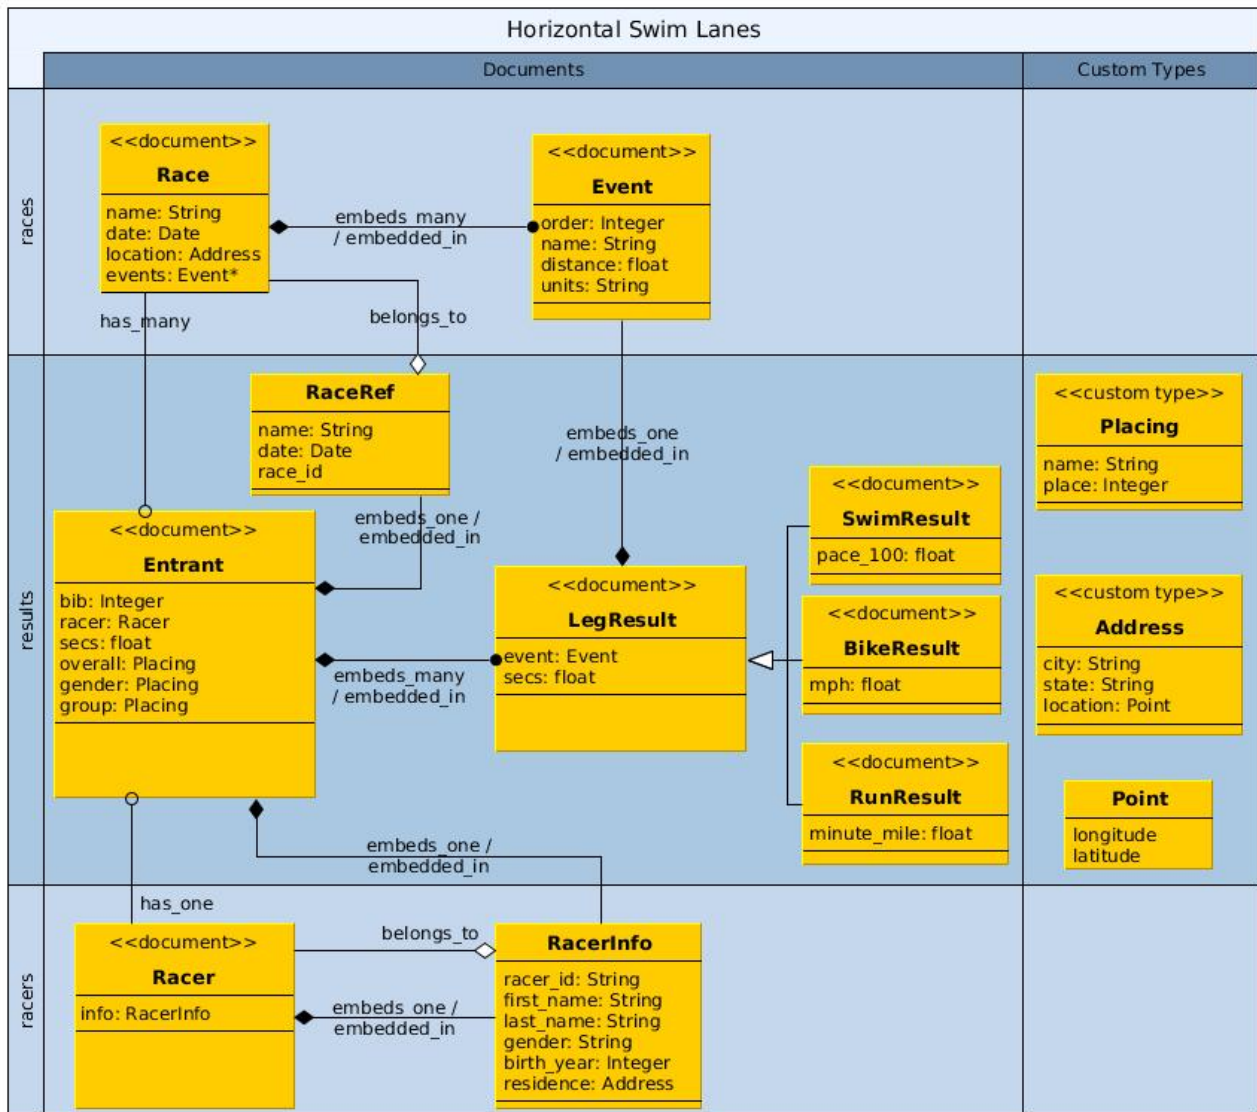 Horizontal Swim Lanes
Documents
Custom Types
races
<<document>>
Race
name: String
date: Date
location: Address
events: Event*
embeds_many
/ embedded_in
<<document>>
Event
order: Integer
name: String
distance: float
units: String
has_many
belongs_to
results
RaceRef
name: String
date: Date
race_id
embeds_one
/ embedded_in
<<custom type>>
Placing
name: String
place: Integer
<<document>>
SwimResult
pace_100: float
embeds_one /
embedded_in
<<document>>
Entrant
bib: Integer
racer: Racer
secs: float
overall: Placing
gender: Placing
group: Placing
embeds_many
/ embedded_in
<<document>>
LegResult
event: Event
secs: float
<<document>>
BikeResult
mph: float
<<custom type>>
Address
city: String
state: String
location: Point
<<document>>
RunResult
minute_mile: float
Point
longitude
latitude
embeds_one /
embedded_in
racers
has_one
<<document>>
Racer
info: RacerInfo
belongs_to
embeds_one /
embedded_in
RacerInfo
racer_id: String
first_name: String
last_name: String
gender: String
birth_year: Integer
residence: Address